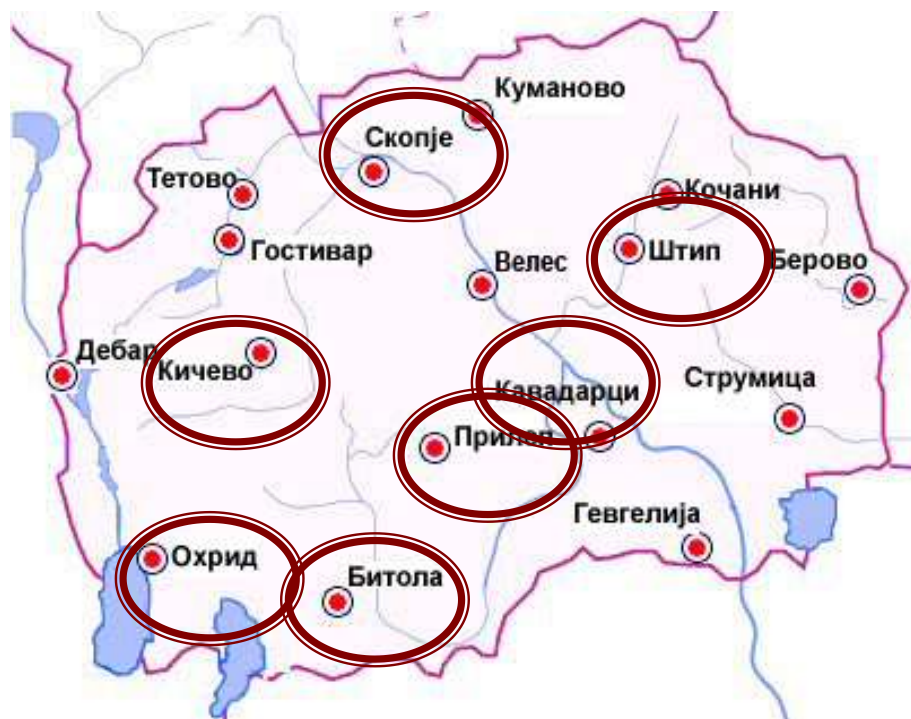 Куманово
Скопје
Тетово
Кочани
Гостивар
Велес
Штип
Берово
Дебар
Кичево
Кавадарци
Струмица
Прилеп
Гевгелија
Охрид
Битола